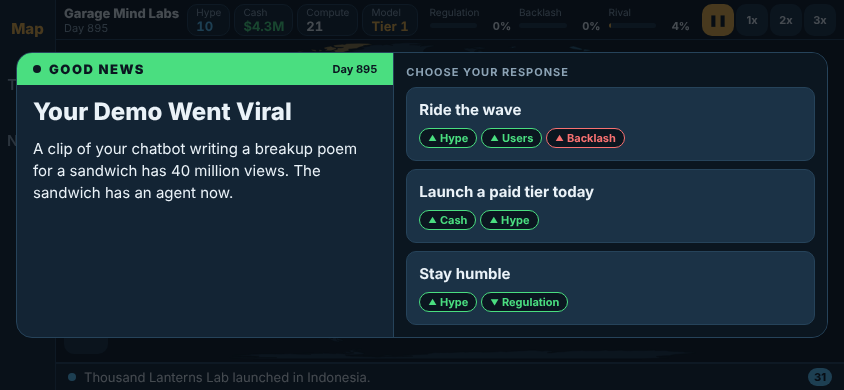 Map
Garage Mind Labs
Day 895
Hype
10
Cash
$4.3M
Compute
21
Model
Tier 1
Regulation
0%
Backlash
0%
Rival
4%
1x
2x
3x
GOOD NEWS
Day 895
Your Demo Went Viral
A clip of your chatbot writing a breakup poem
for a sandwich has 40 million views. The
sandwich has an agent now.
CHOOSE YOUR RESPONSE
Ride the wave
▲ Hype ▲ Users ▲ Backlash
Launch a paid tier today
▲ Cash ▲ Hype
Stay humble
▲ Hype ▼ Regulation
Thousand Lanterns Lab launched in Indonesia.
31